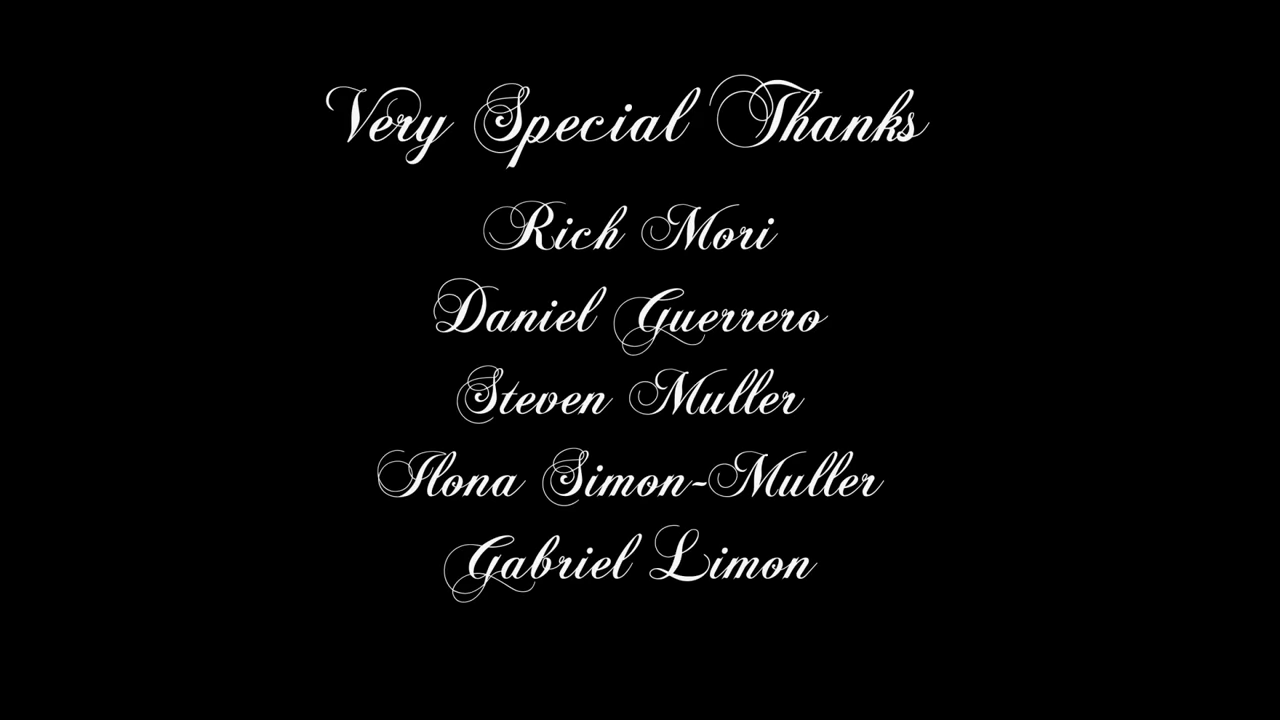 Very Special Thanks
Rich Mori
Daniel Guerrero
Steven Muller
Ilona Simon-Muller
Gabriel Limon